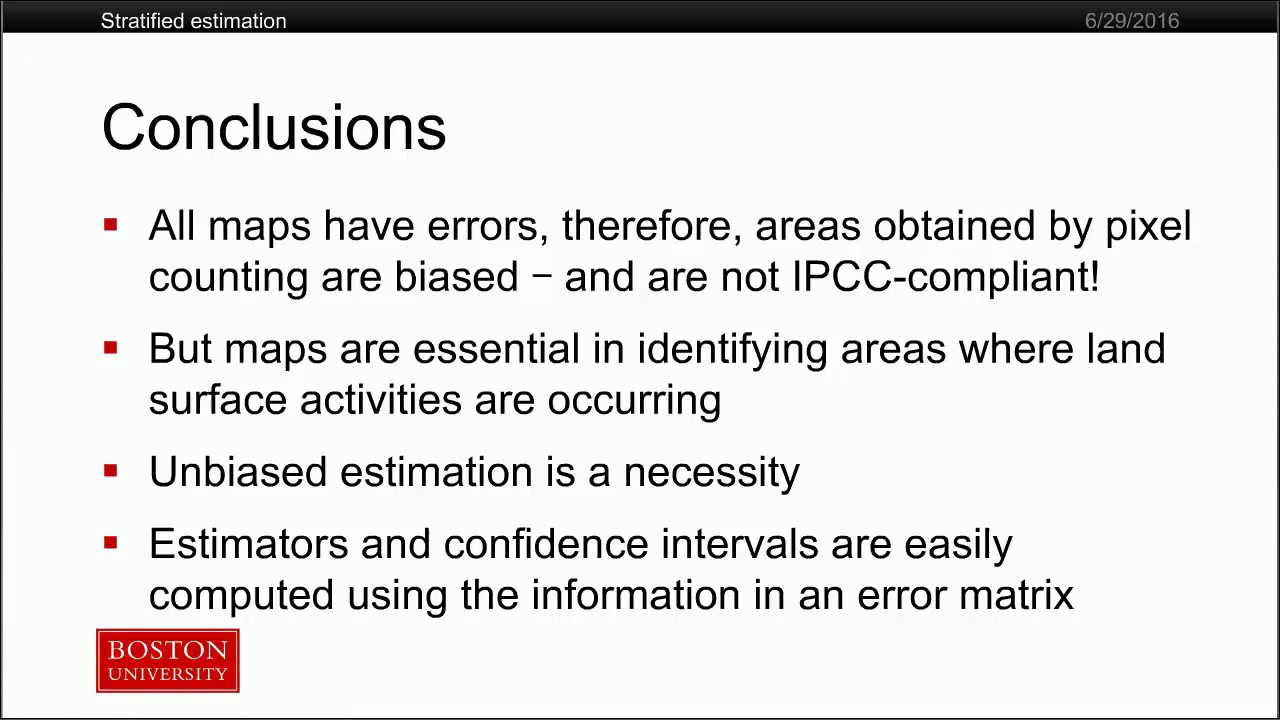 Stratified estimation 6/29/2016
Conclusions
▪ All maps have errors, therefore, areas obtained by pixel
counting are biased – and are not IPCC-compliant!
▪ But maps are essential in identifying areas where land
surface activities are occurring
▪ Unbiased estimation is a necessity
▪ Estimators and confidence intervals are easily
computed using the information in an error matrix
BOSTON
UNIVERSITY